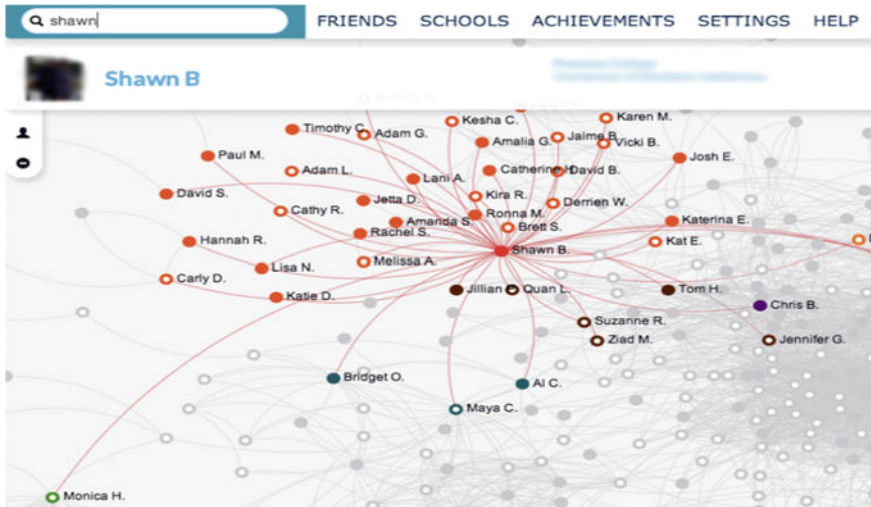 shawn
FRIENDS SCHOOLS ACHIEVEMENTS SETTINGS HELP
Shawn B
Kesha C.
Karen M.
Timothy C.
Adam G.
Amalia G.
Jaime B.
Vicki B.
Paul M.
Josh E.
Adam L.
Lani A.
Catherine H.
David B.
David S.
Jetta D.
Kira R.
Derrien W.
Cathy R.
Amanda S.
Ronna M.
Brett S.
Katerina E.
Hannah R.
Rachel S.
Shawn B.
Kat E.
Melissa A.
Carly D.
Lisa N.
Katie D.
Jillian
Quan L.
Tom H.
Chris B.
Suzanne R.
Ziad M.
Jennifer G.
Bridget O.
Al C.
Maya C.
Monica H.